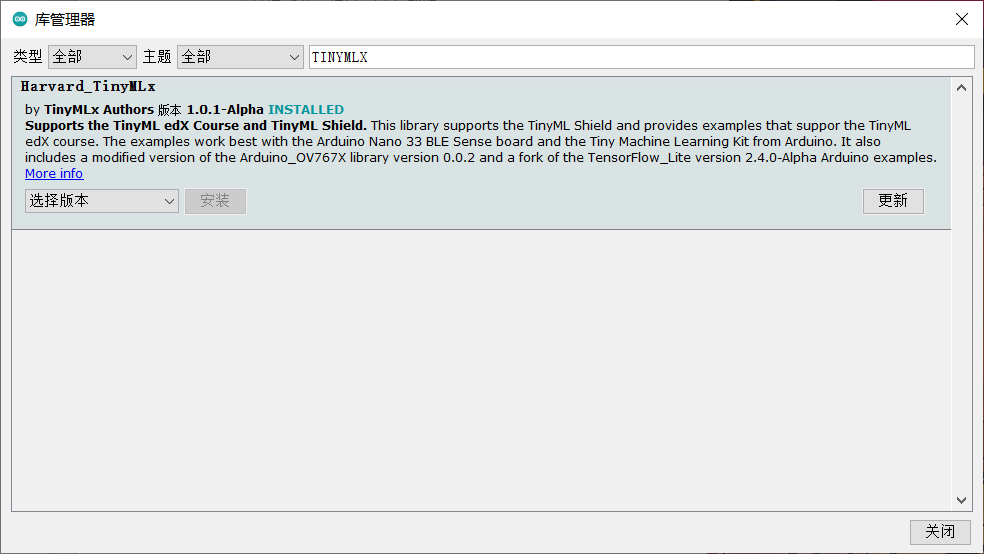 库管理器
类型 全部 主题 全部 TINYMLX
Harvard_TinyMLx
by TinyMLx Authors 版本 1.0.1-Alpha INSTALLED
Supports the TinyML edX Course and TinyML Shield. This library supports the TinyML Shield and provides examples that suppor the TinyML
edX course. The examples work best with the Arduino Nano 33 BLE Sense board and the Tiny Machine Learning Kit from Arduino. It also
includes a modified version of the Arduino_OV767X library version 0.0.2 and a fork of the TensorFlow_Lite version 2.4.0-Alpha Arduino examples.
More info
选择版本 安装 更新
关闭